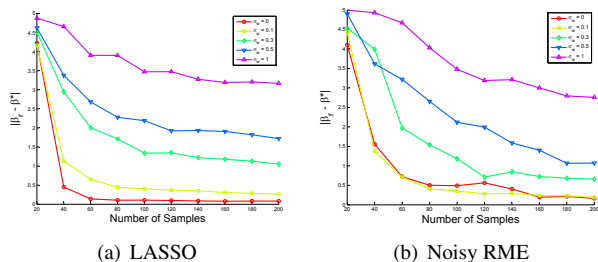 5
4.5
4
3.5
3
2.5
2
1.5
1
0.5
0
||β_r - β*||
20 40 60 80 100 120 140 160 180 200
Number of Samples
σ_w = 0
σ_w = 0.1
σ_w = 0.3
σ_w = 0.5
σ_w = 1
(a) LASSO
5
4.5
4
3.5
3
2.5
2
1.5
1
0.5
0
||β_r - β*||
20 40 60 80 100 120 140 160 180 200
Number of Samples
σ_w = 0
σ_w = 0.1
σ_w = 0.3
σ_w = 0.5
σ_w = 1
(b) Noisy RME